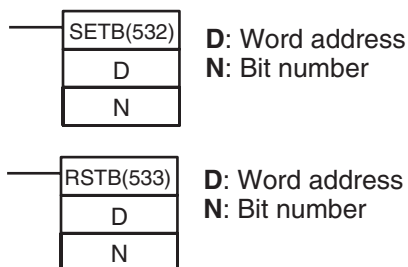 SETB(532)
D
N
D: Word address
N: Bit number
RSTB(533)
D
N
D: Word address
N: Bit number